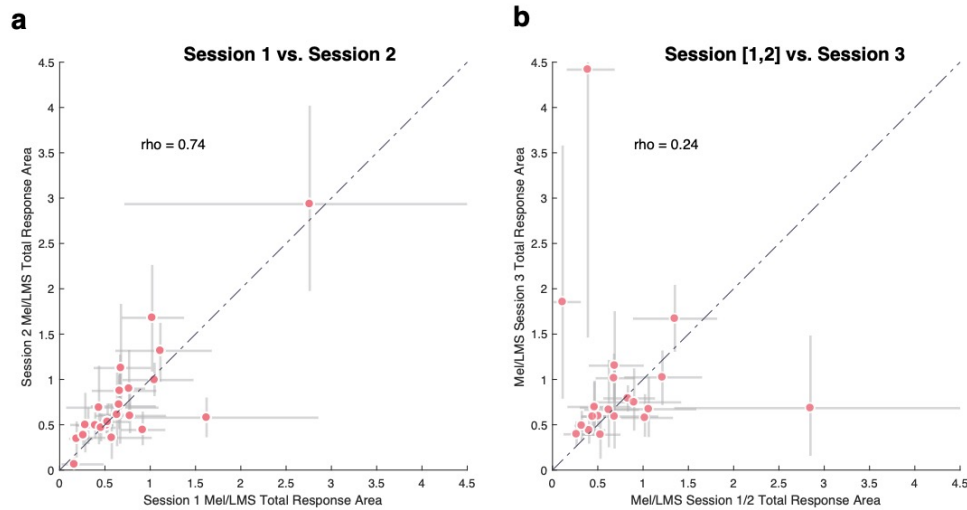 a
Session 1 vs. Session 2
rho = 0.74
Session 2 Mel/LMS Total Response Area
4.5
4
3.5
3
2.5
2
1.5
1
0.5
0
0 0.5 1 1.5 2 2.5 3 3.5 4 4.5
Session 1 Mel/LMS Total Response Area
b
Session [1,2] vs. Session 3
rho = 0.24
Mel/LMS Session 3 Total Response Area
4.5
4
3.5
3
2.5
2
1.5
1
0.5
0
0 0.5 1 1.5 2 2.5 3 3.5 4 4.5
Mel/LMS Session 1/2 Total Response Area